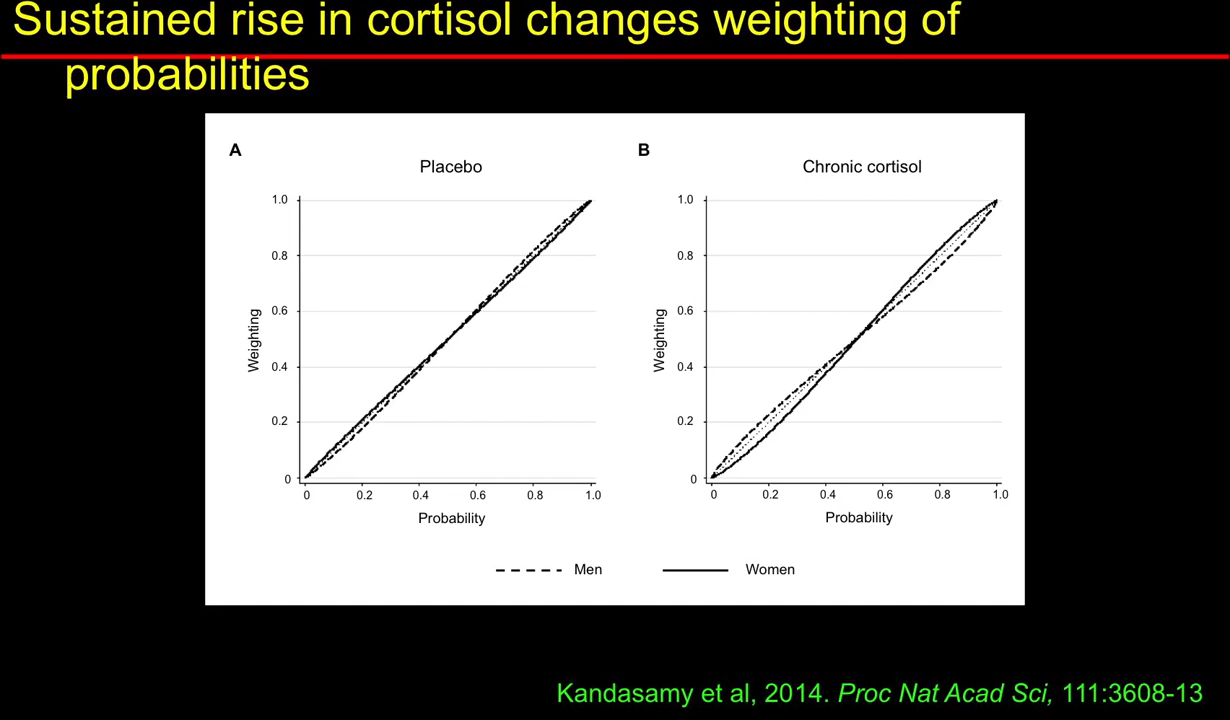 Sustained rise in cortisol changes weighting of
probabilities
A
Placebo
1.0
0.8
0.6
0.4
0.2
0
Weighting
0 0.2 0.4 0.6 0.8 1.0
Probability
B
Chronic cortisol
1.0
0.8
0.6
0.4
0.2
0
Weighting
0 0.2 0.4 0.6 0.8 1.0
Probability
Men Women
Kandasamy et al, 2014. Proc Nat Acad Sci, 111:3608-13